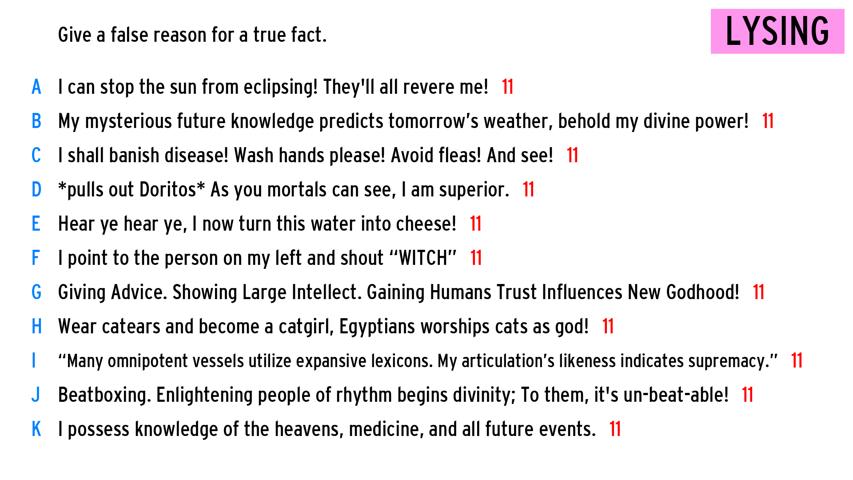 Give a false reason for a true fact.
LYSING
A I can stop the sun from eclipsing! They'll all revere me! 11
B My mysterious future knowledge predicts tomorrow's weather, behold my divine power! 11
C I shall banish disease! Wash hands please! Avoid fleas! And see! 11
D *pulls out Doritos* As you mortals can see, I am superior. 11
E Hear ye hear ye, I now turn this water into cheese! 11
F I point to the person on my left and shout “WITCH” 11
G Giving Advice. Showing Large Intellect. Gaining Humans Trust Influences New Godhood! 11
H Wear catears and become a catgirl, Egyptians worships cats as god! 11
I “Many omnipotent vessels utilize expansive lexicons. My articulation's likeness indicates supremacy.” 11
J Beatboxing. Enlightening people of rhythm begins divinity; To them, it's un-beat-able! 11
K I possess knowledge of the heavens, medicine, and all future events. 11